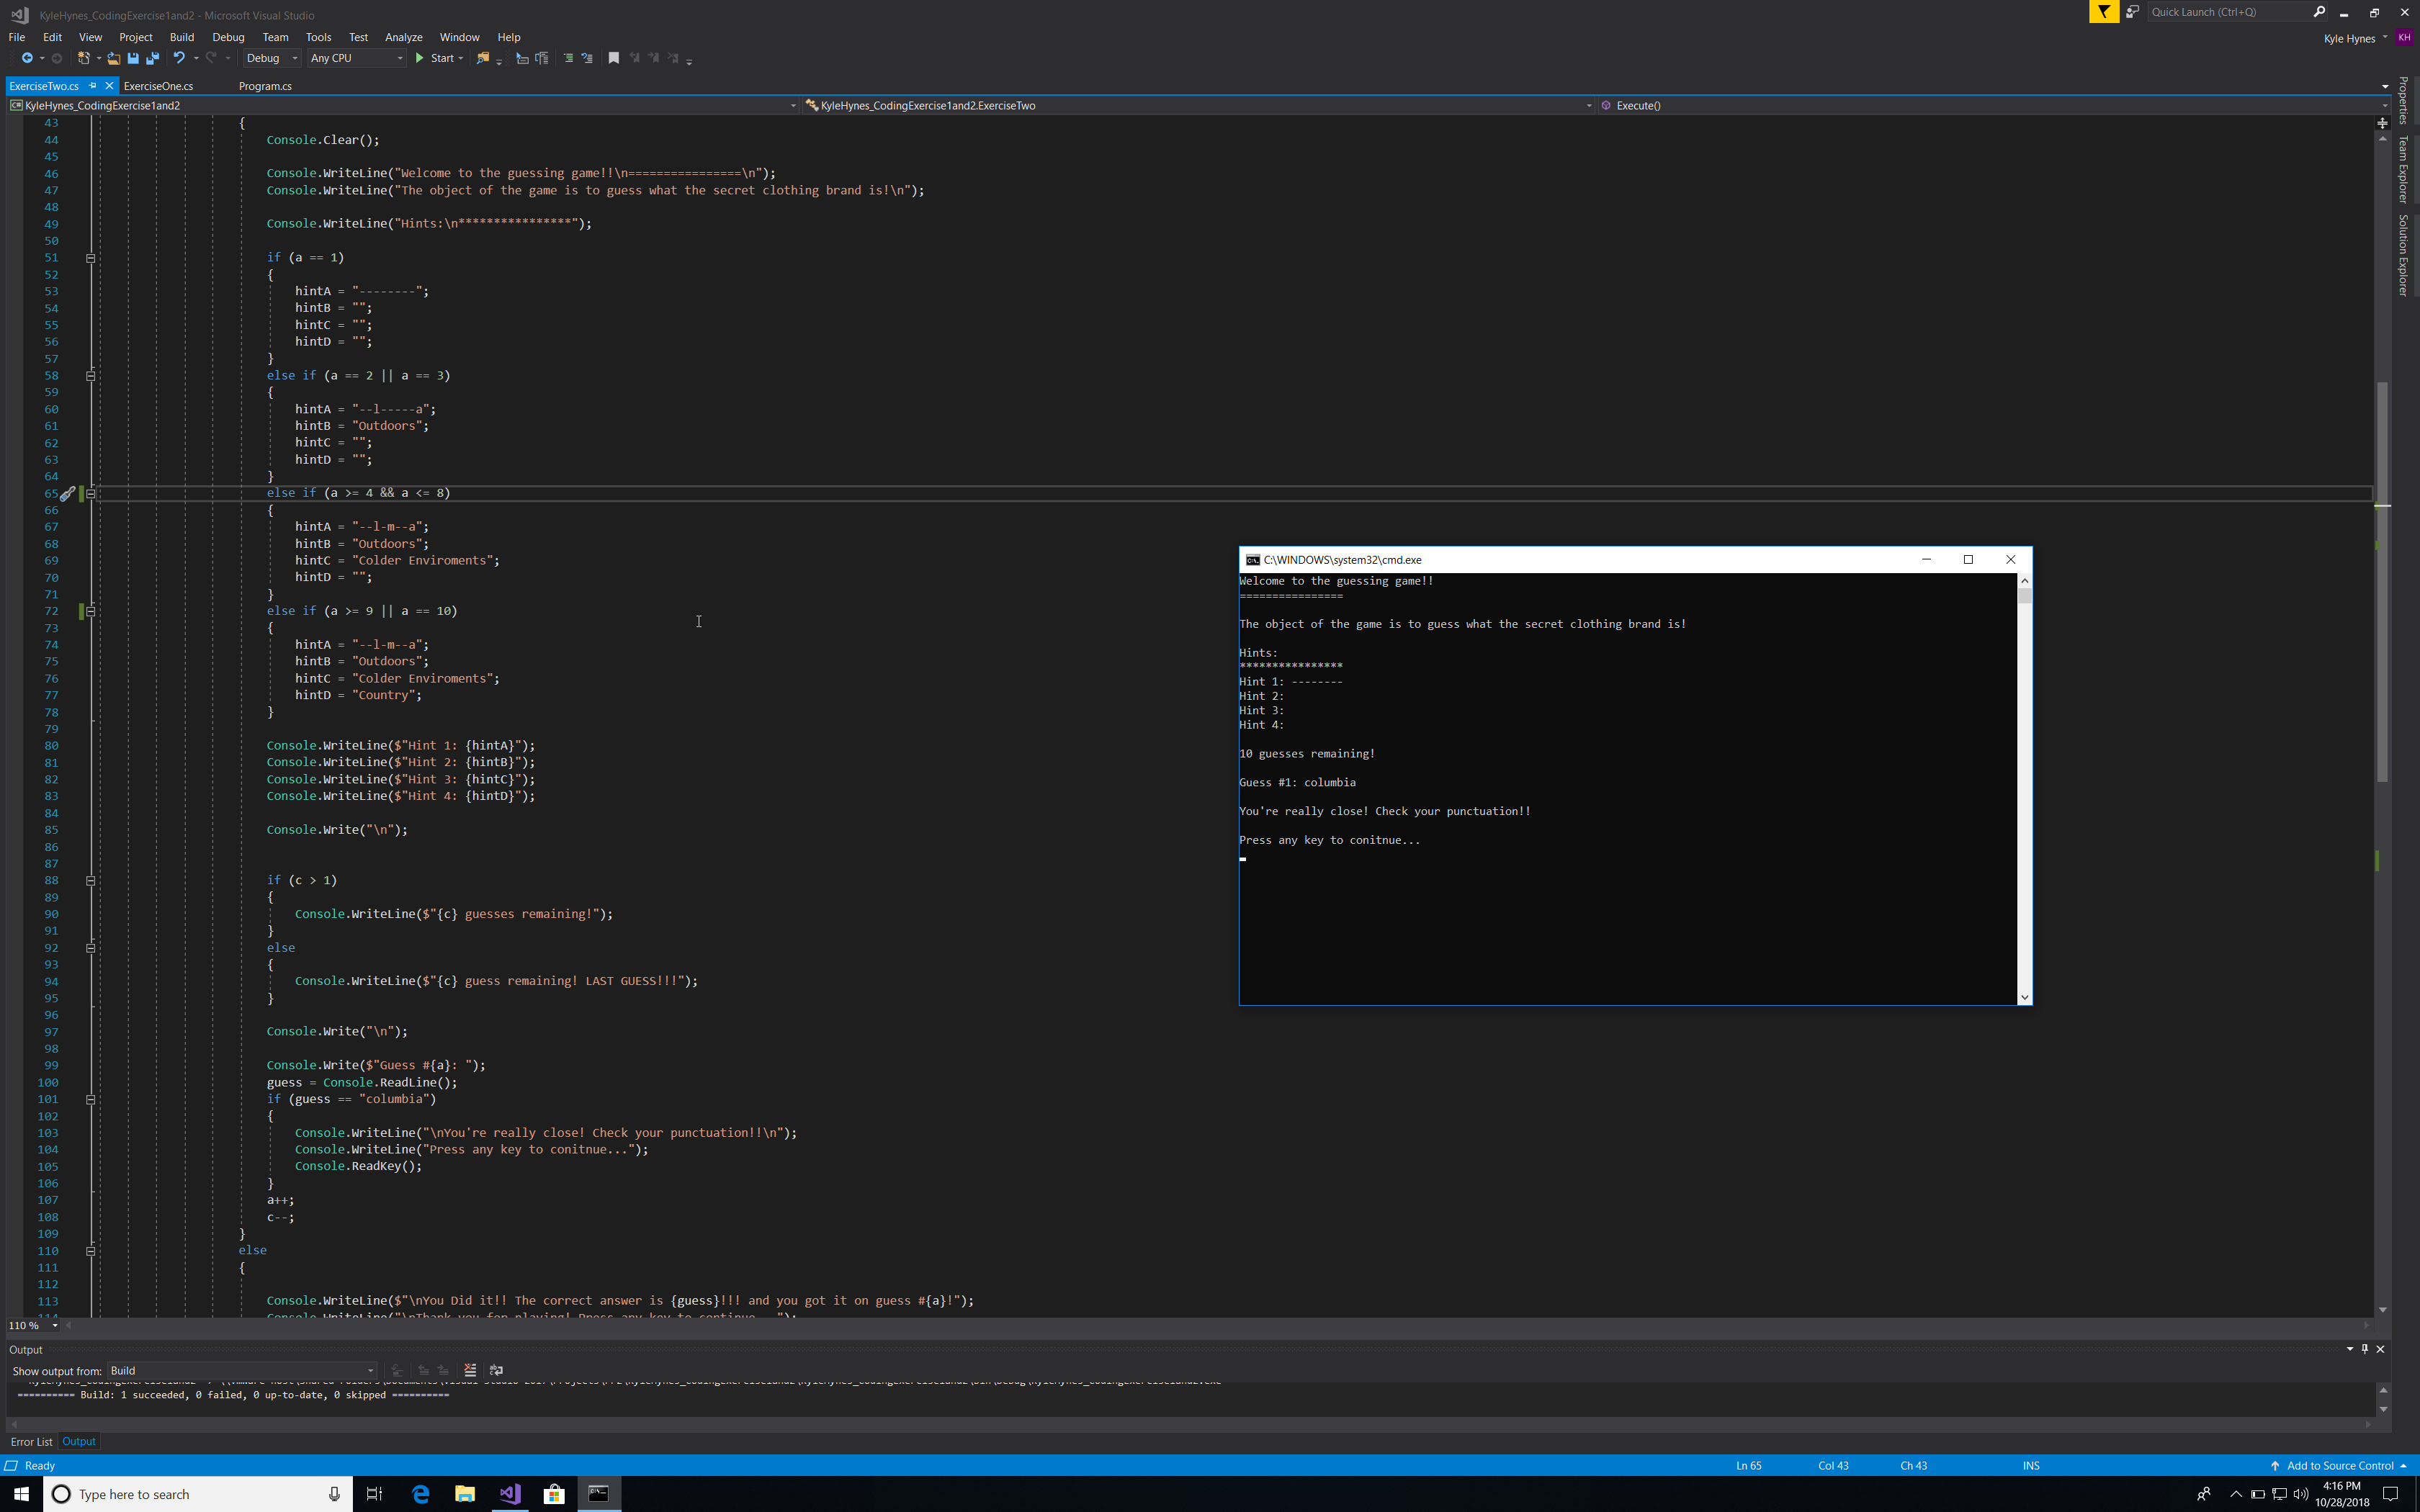 KyleHynes_CodingExercise1and2 - Microsoft Visual Studio
Quick Launch (Ctrl+Q)
File Edit View Project Build Debug Team Tools Test Analyze Window Help
Kyle Hynes KH
Debug Any CPU Start
ExerciseTwo.cs ExerciseOne.cs Program.cs
KyleHynes_CodingExercise1and2 KyleHynes_CodingExercise1and2.ExerciseTwo Execute()
Properties
Team Explorer
Solution Explorer
43 {
44 Console.Clear();
45
46 Console.WriteLine("Welcome to the guessing game!!\n================\n");
47 Console.WriteLine("The object of the game is to guess what the secret clothing brand is!\n");
48
49 Console.WriteLine("Hints:\n****************");
50
51 if (a == 1)
52 {
53 hintA = "--------";
54 hintB = "";
55 hintC = "";
56 hintD = "";
57 }
58 else if (a == 2 || a == 3)
59 {
60 hintA = "--l-----a";
61 hintB = "Outdoors";
62 hintC = "";
63 hintD = "";
64 }
65 else if (a >= 4 && a <= 8)
66 {
67 hintA = "--l-m--a";
68 hintB = "Outdoors";
69 hintC = "Colder Enviroments";
70 hintD = "";
71 }
72 else if (a >= 9 || a == 10)
73 {
74 hintA = "--l-m--a";
75 hintB = "Outdoors";
76 hintC = "Colder Enviroments";
77 hintD = "Country";
78 }
79
80 Console.WriteLine($"Hint 1: {hintA}");
81 Console.WriteLine($"Hint 2: {hintB}");
82 Console.WriteLine($"Hint 3: {hintC}");
83 Console.WriteLine($"Hint 4: {hintD}");
84
85 Console.Write("\n");
86
87
88 if (c > 1)
89 {
90 Console.WriteLine($"{c} guesses remaining!");
91 }
92 else
93 {
94 Console.WriteLine($"{c} guess remaining! LAST GUESS!!!");
95 }
96
97 Console.Write("\n");
98
99 Console.Write($"Guess #{a}: ");
100 guess = Console.ReadLine();
101 if (guess == "columbia")
102 {
103 Console.WriteLine("\nYou're really close! Check your punctuation!!\n");
104 Console.WriteLine("Press any key to conitnue...");
105 Console.ReadKey();
106 }
107 a++;
108 c--;
109 }
110 else
111 {
112
113 Console.WriteLine($"\nYou Did it!! The correct answer is {guess}!!! and you got it on guess #{a}!");
C:\WINDOWS\system32\cmd.exe
Welcome to the guessing game!!
================
The object of the game is to guess what the secret clothing brand is!
Hints:
****************
Hint 1: --------
Hint 2:
Hint 3:
Hint 4:
10 guesses remaining!
Guess #1: columbia
You're really close! Check your punctuation!!
Press any key to conitnue...
110 %
Output
Show output from: Build
========== Build: 1 succeeded, 0 failed, 0 up-to-date, 0 skipped ==========
Error List Output
Ready Ln 65 Col 43 Ch 43 INS Add to Source Control
Type here to search
4:16 PM
10/28/2018